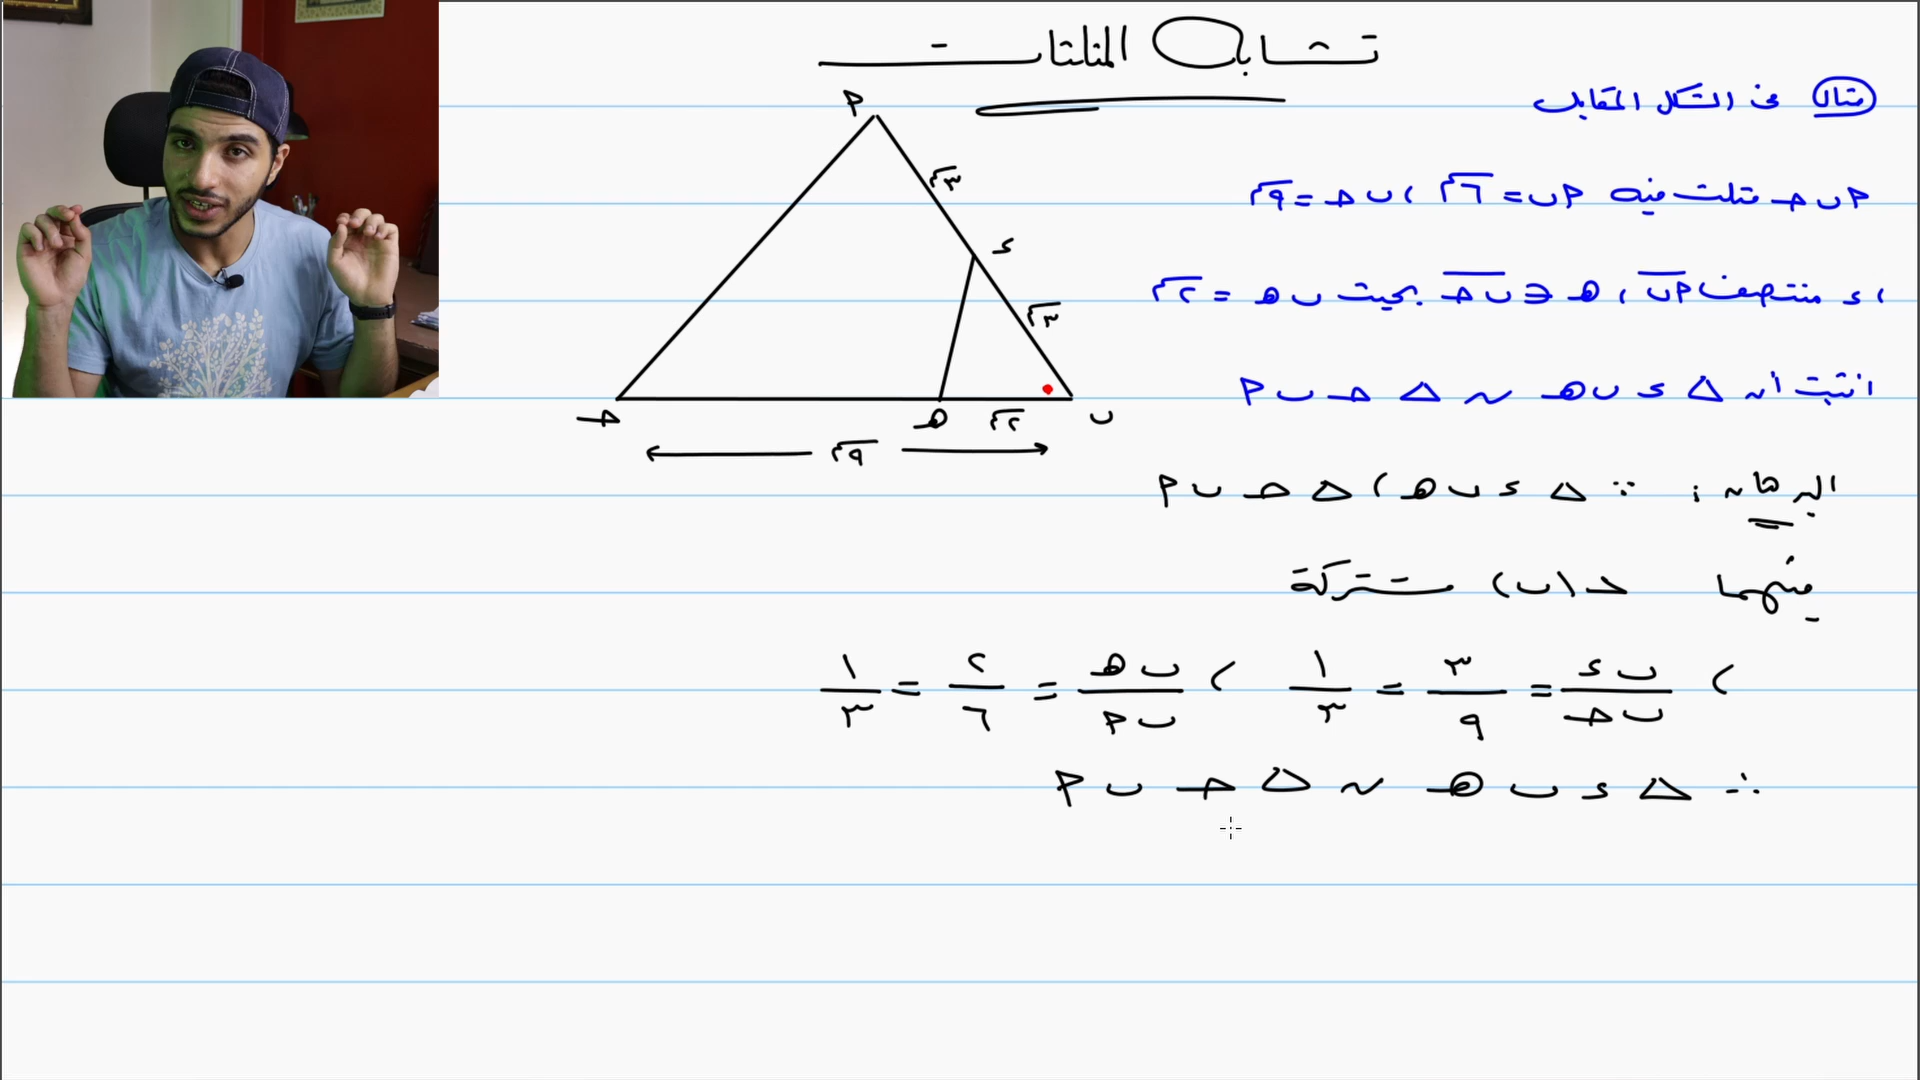 تشابه المثلثات
مثال في الشكل المقابل
أ ب جـ مثلث فيه أ ب = ٦سم ، ب جـ = ٩سم
، د منتصف أ ب ، هـ ∈ ب جـ بحيث ب هـ = ٢سم
اثبت أن △ د ب هـ ~ △ جـ ب أ
أ
٣سم
د
٣سم
جـ
هـ
٢سم
ب
٩سم
البرهان : ∵ △ د ب هـ ، △ جـ ب أ
فيهما ∠(ب) مشتركة
، ب د / ب جـ = ٣ / ٩ = ١ / ٣ ، ب هـ / ب أ = ٢ / ٦ = ١ / ٣
∴ △ د ب هـ ~ △ جـ ب أ